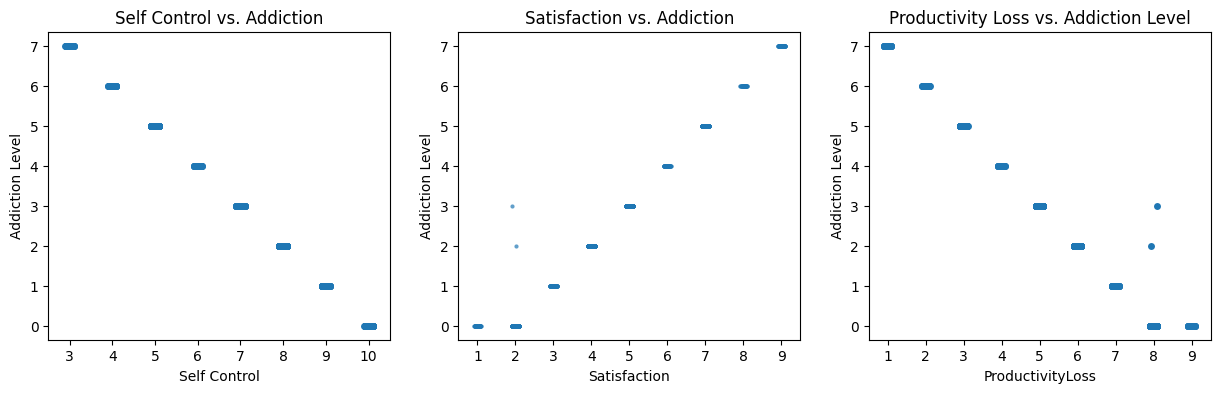 Self Control vs. Addiction
Addiction Level
7
6
5
4
3
2
1
0
3 4 5 6 7 8 9 10
Self Control
Satisfaction vs. Addiction
Addiction Level
7
6
5
4
3
2
1
0
1 2 3 4 5 6 7 8 9
Satisfaction
Productivity Loss vs. Addiction Level
Addiction Level
7
6
5
4
3
2
1
0
1 2 3 4 5 6 7 8 9
ProductivityLoss